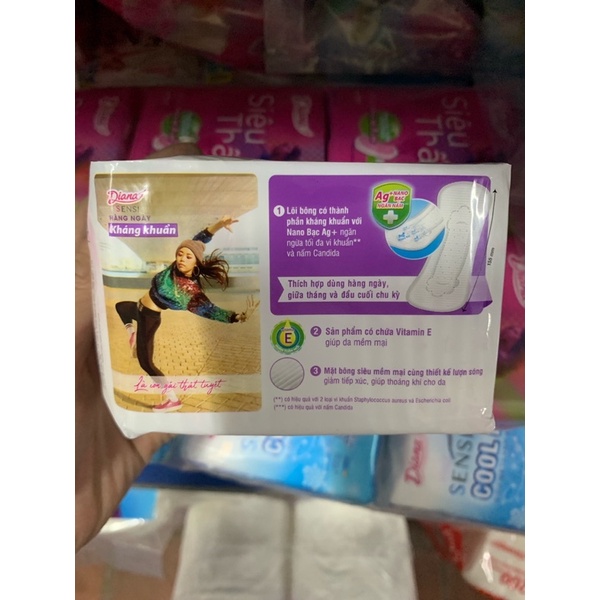 Siêu
Siêu
Diana
SENSI
HÀNG NGÀY
Kháng khuẩn
Là con gái thật tuyệt
1 Lõi bông có thành
phần kháng khuẩn với
Nano Bạc Ag+ ngăn
ngừa tối đa vi khuẩn**
và nấm Candida
Ag+ NANO
BẠC
NGĂN NẤM
150 mm
Thích hợp dùng hàng ngày,
giữa tháng và đầu cuối chu kỳ
E
2 Sản phẩm có chứa Vitamin E
giúp da mềm mại
3 Mặt bông siêu mềm mại cùng thiết kế lượn sóng
giảm tiếp xúc, giúp thoáng khí cho da
(**) có hiệu quả với 2 loại vi khuẩn Staphylococcus aureus và Escherichia coli
(***) có hiệu quả với nấm Candida
Diana
SENSI
COOL